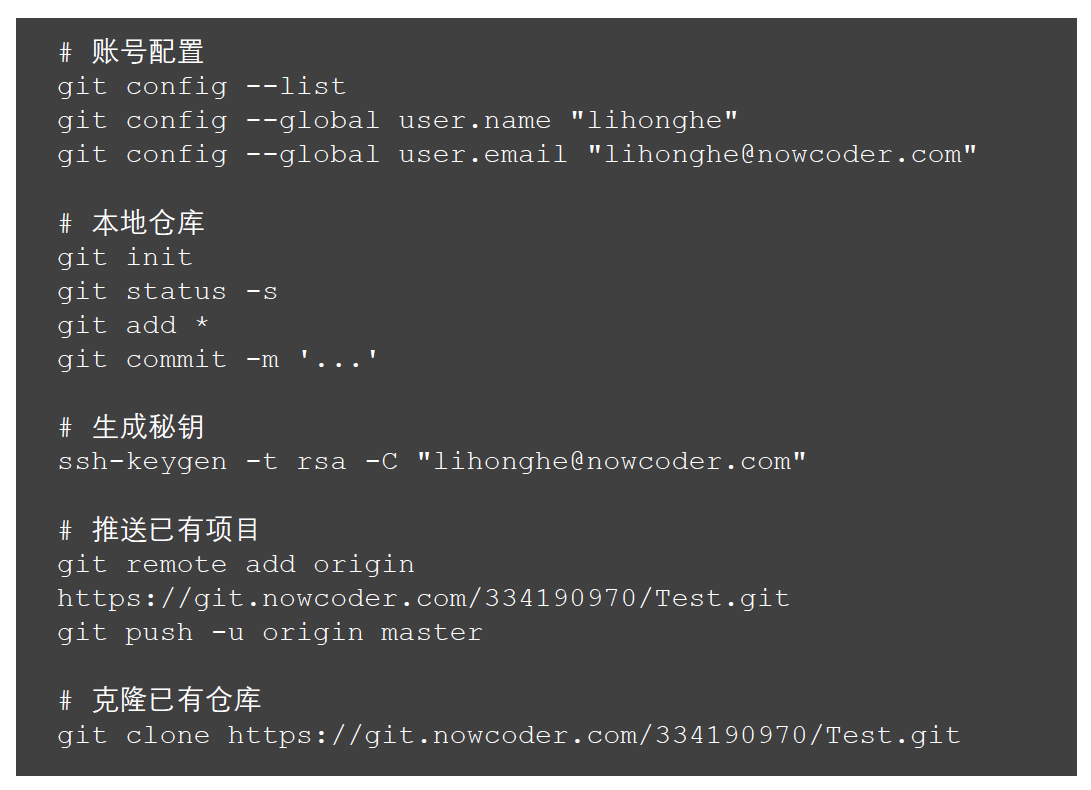 # 账号配置
git config --list
git config --global user.name "lihonghe"
git config --global user.email "lihonghe@nowcoder.com"
# 本地仓库
git init
git status -s
git add *
git commit -m '...'
# 生成秘钥
ssh-keygen -t rsa -C "lihonghe@nowcoder.com"
# 推送已有项目
git remote add origin
https://git.nowcoder.com/334190970/Test.git
git push -u origin master
# 克隆已有仓库
git clone https://git.nowcoder.com/334190970/Test.git